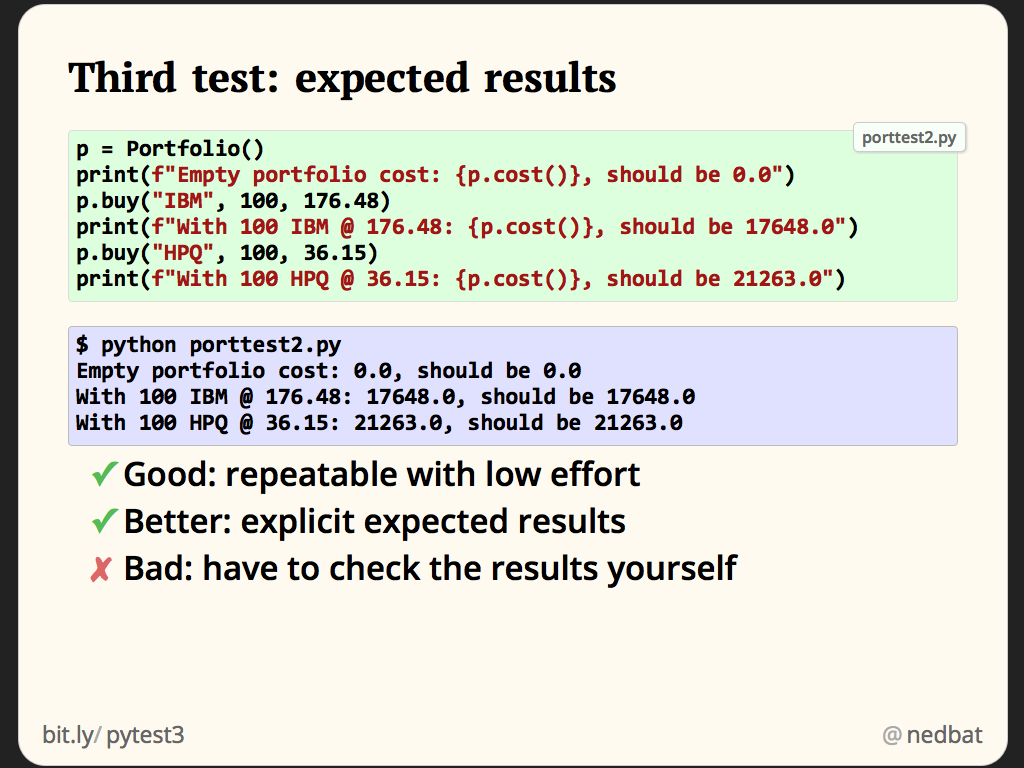 Third test: expected results
porttest2.py
p = Portfolio()
print(f"Empty portfolio cost: {p.cost()}, should be 0.0")
p.buy("IBM", 100, 176.48)
print(f"With 100 IBM @ 176.48: {p.cost()}, should be 17648.0")
p.buy("HPQ", 100, 36.15)
print(f"With 100 HPQ @ 36.15: {p.cost()}, should be 21263.0")
$ python porttest2.py
Empty portfolio cost: 0.0, should be 0.0
With 100 IBM @ 176.48: 17648.0, should be 17648.0
With 100 HPQ @ 36.15: 21263.0, should be 21263.0
✓ Good: repeatable with low effort
✓ Better: explicit expected results
✗ Bad: have to check the results yourself
bit.ly/pytest3
@nedbat